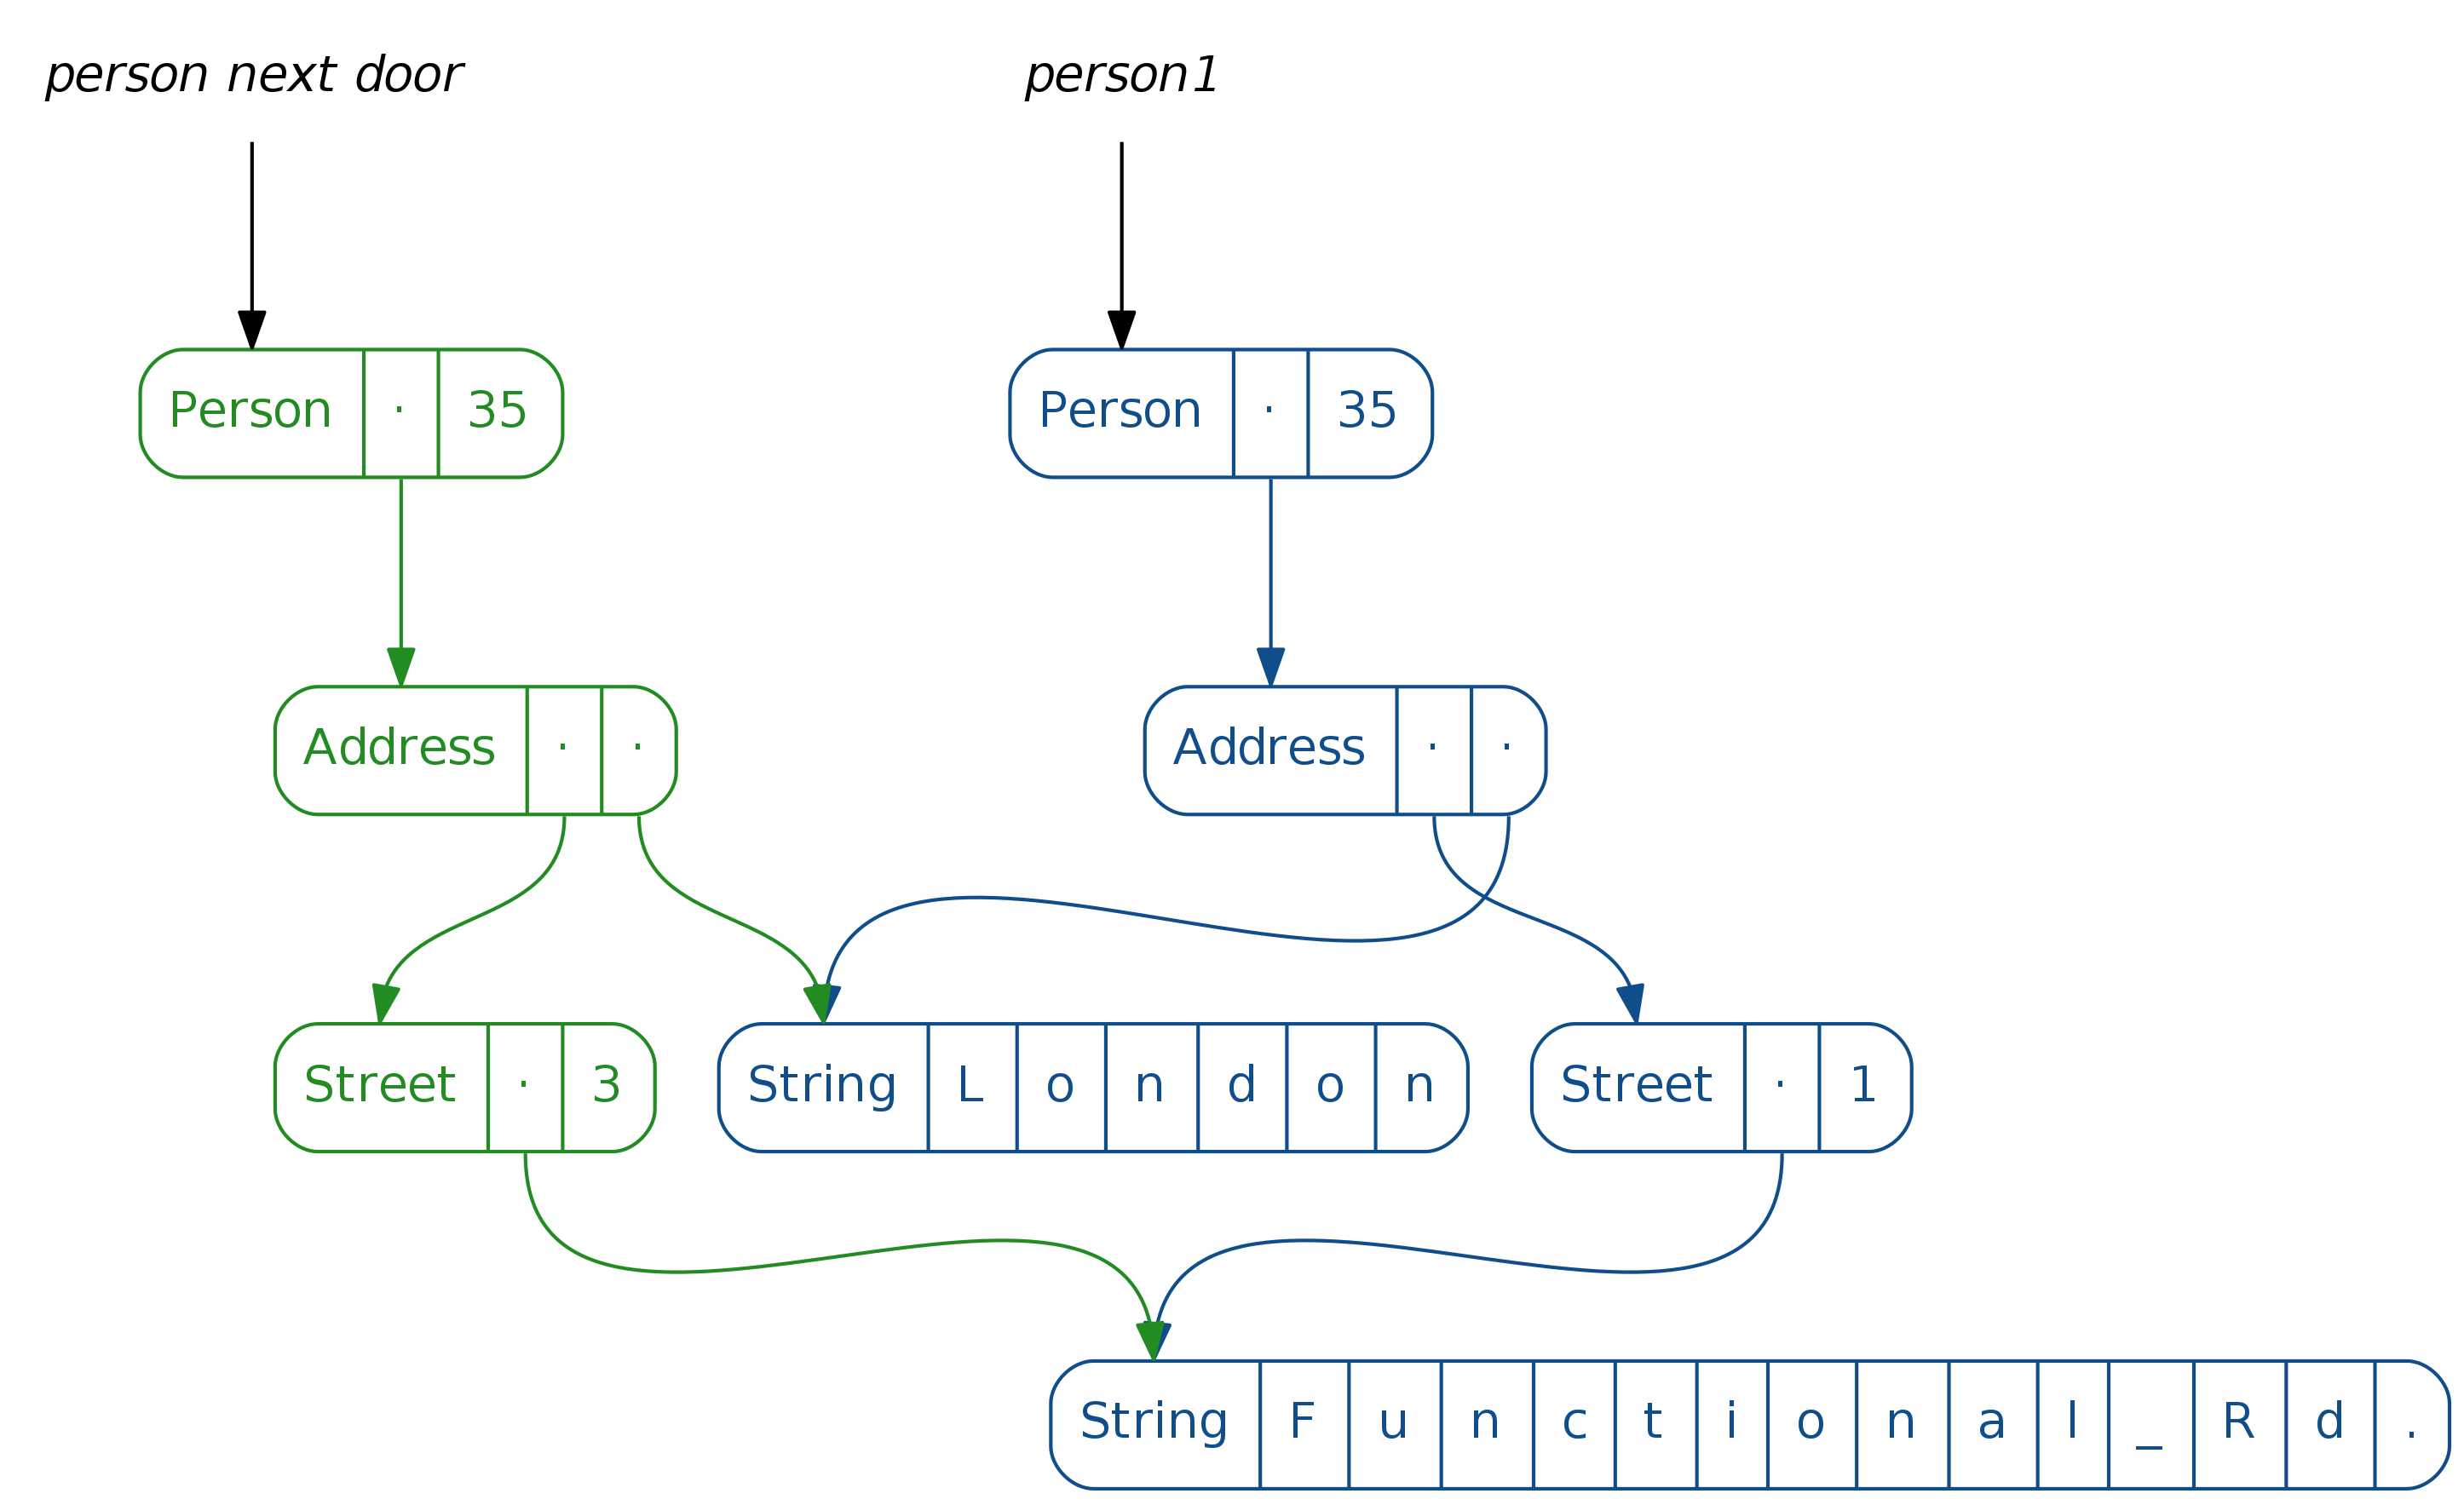 person next door person1
Person · 35 Person · 35
Address · · Address · ·
Street · 3 String L o n d o n Street · 1
String F u n c t i o n a l _ R d .